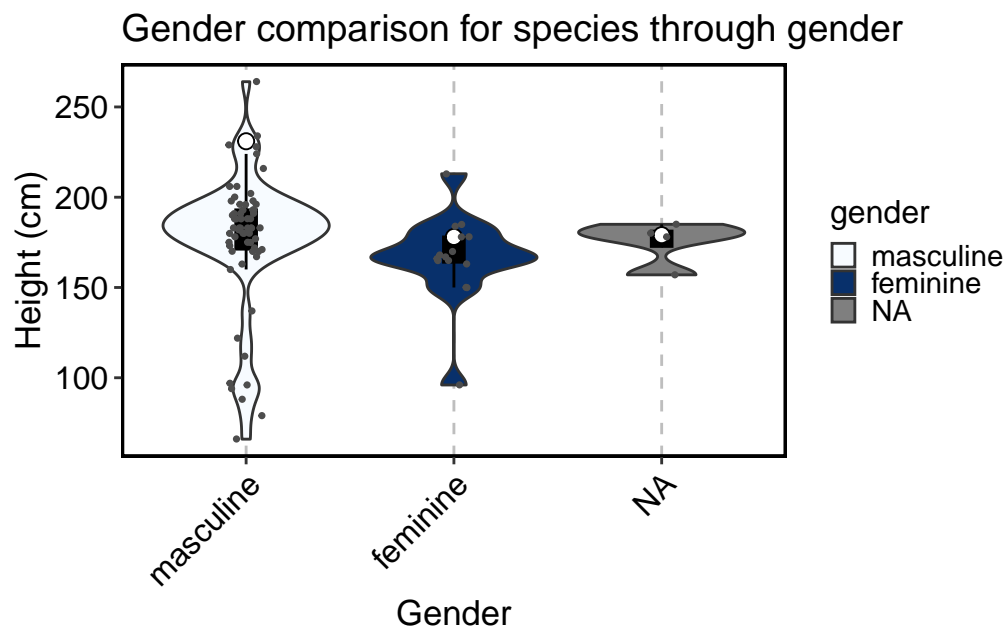 Gender comparison for species through gender
Height (cm)
250
200
150
100
masculine
feminine
NA
Gender
gender
masculine
feminine
NA